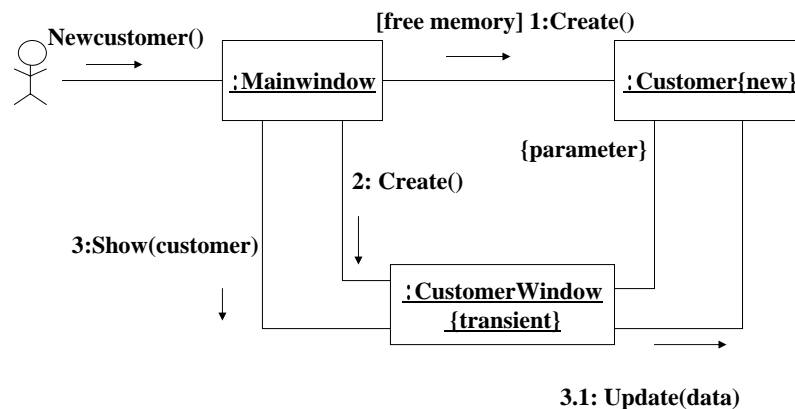 [free memory] 1:Create()
Newcustomer()
:Mainwindow
:Customer{new}
{parameter}
2: Create()
3:Show(customer)
:CustomerWindow
{transient}
3.1: Update(data)